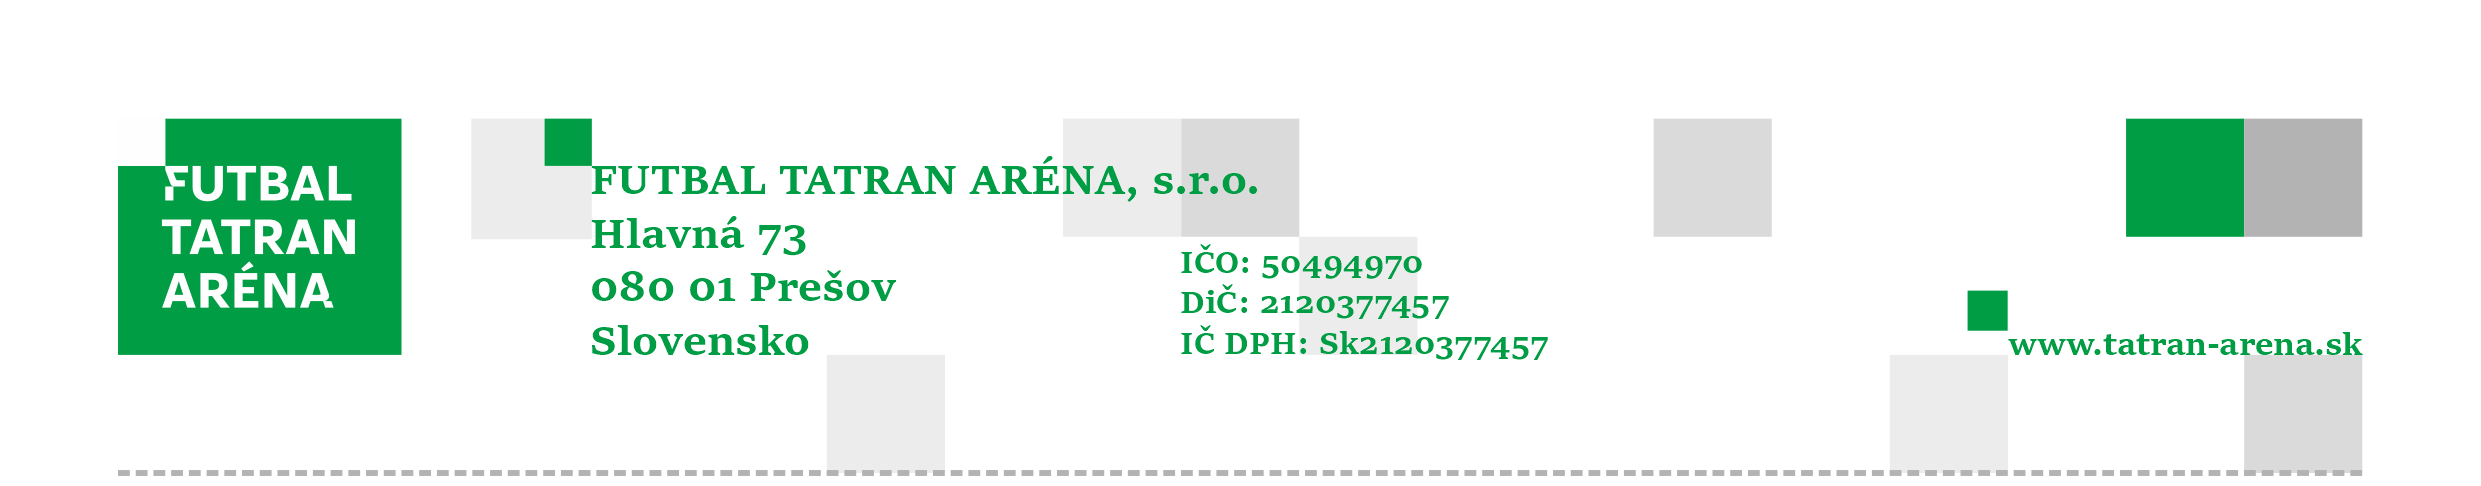 FUTBAL
TATRAN
ARÉNA
FUTBAL TATRAN ARÉNA, s.r.o.
Hlavná 73
080 01 Prešov
Slovensko
IČO: 50494970
DiČ: 2120377457
IČ DPH: Sk2120377457
www.tatran-arena.sk